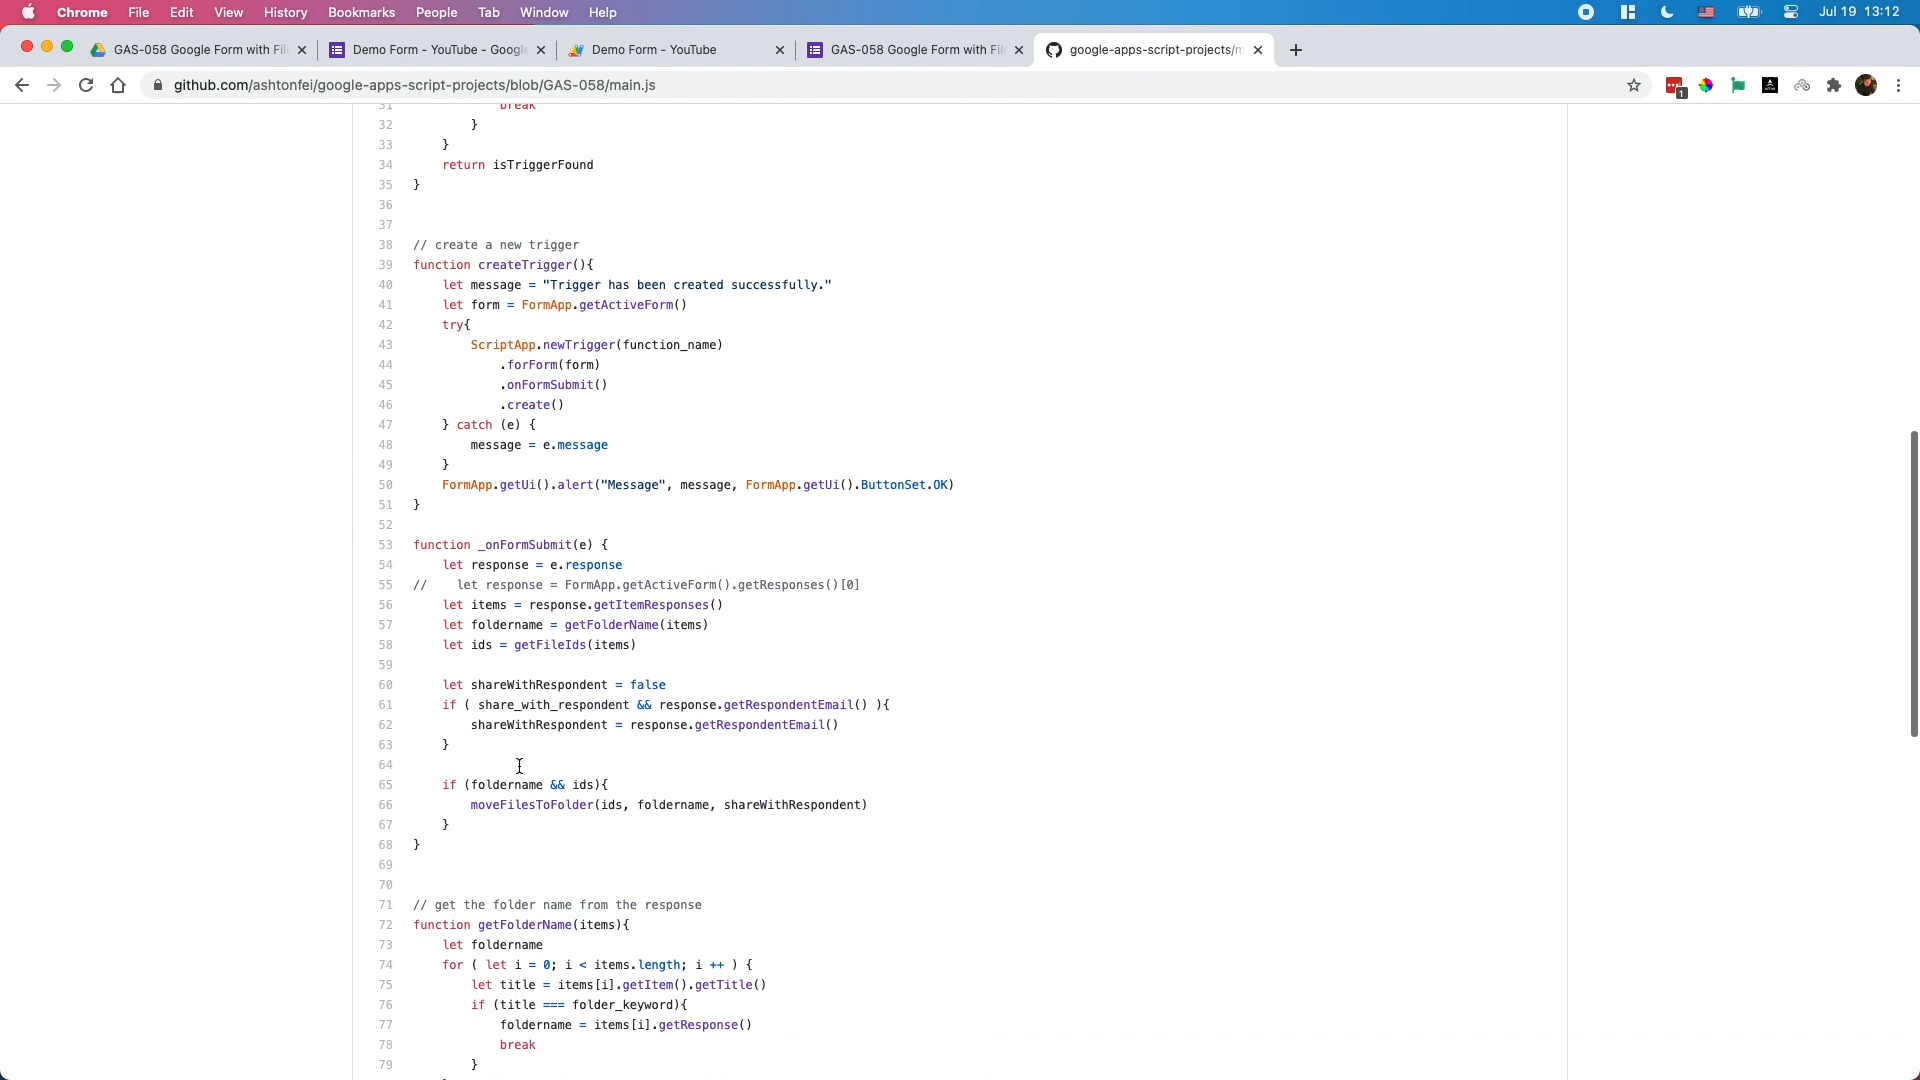 Chrome File Edit View History Bookmarks People Tab Window Help Jul 19 13:12
GAS-058 Google Form with Fil Demo Form - YouTube - Google Demo Form - YouTube GAS-058 Google Form with Fil google-apps-script-projects/m
github.com/ashtonfei/google-apps-script-projects/blob/GAS-058/main.js 1
31 break
32 }
33 }
34 return isTriggerFound
35 }
36
37
38 // create a new trigger
39 function createTrigger(){
40 let message = "Trigger has been created successfully."
41 let form = FormApp.getActiveForm()
42 try{
43 ScriptApp.newTrigger(function_name)
44 .forForm(form)
45 .onFormSubmit()
46 .create()
47 } catch (e) {
48 message = e.message
49 }
50 FormApp.getUi().alert("Message", message, FormApp.getUi().ButtonSet.OK)
51 }
52
53 function _onFormSubmit(e) {
54 let response = e.response
55 // let response = FormApp.getActiveForm().getResponses()[0]
56 let items = response.getItemResponses()
57 let foldername = getFolderName(items)
58 let ids = getFileIds(items)
59
60 let shareWithRespondent = false
61 if ( share_with_respondent && response.getRespondentEmail() ){
62 shareWithRespondent = response.getRespondentEmail()
63 }
64
65 if (foldername && ids){
66 moveFilesToFolder(ids, foldername, shareWithRespondent)
67 }
68 }
69
70
71 // get the folder name from the response
72 function getFolderName(items){
73 let foldername
74 for ( let i = 0; i < items.length; i ++ ) {
75 let title = items[i].getItem().getTitle()
76 if (title === folder_keyword){
77 foldername = items[i].getResponse()
78 break
79 }